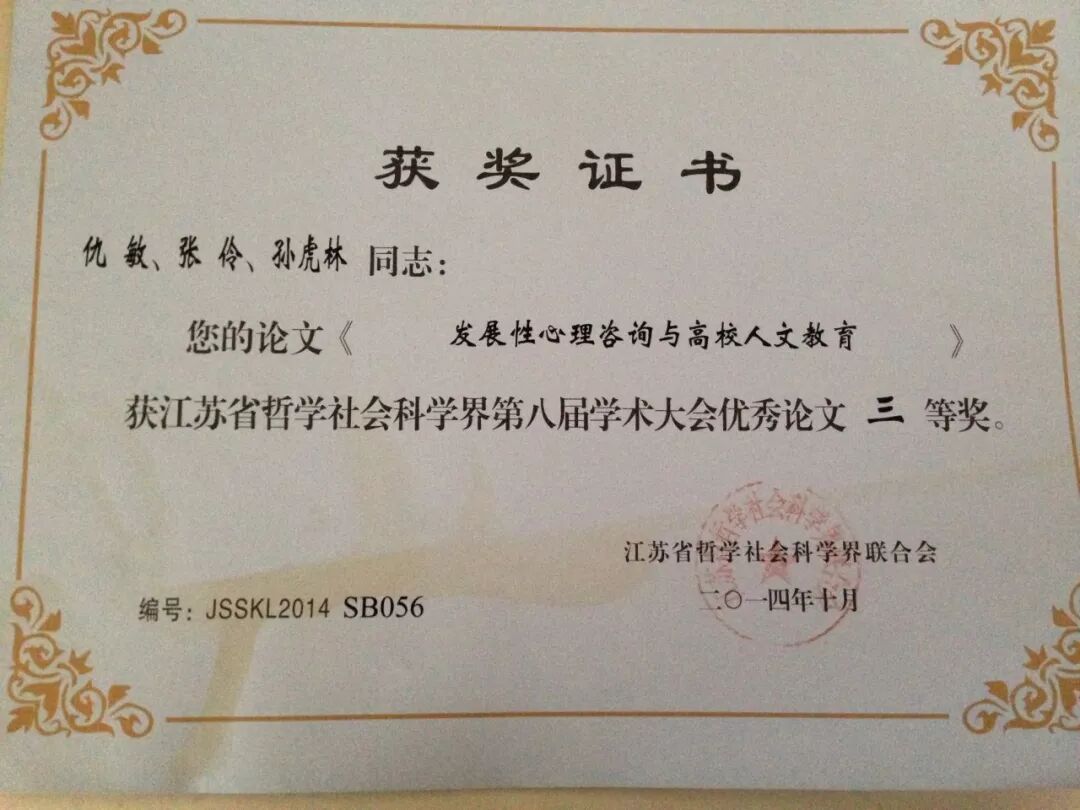 获奖证书
仇 敏、张 伶、孙虎林 同志：
您的论文《 发展性心理咨询与高校人文教育 》
获江苏省哲学社会科学界第八届学术大会优秀论文 三 等奖。
江苏省哲学社会科学界联合会
二〇一四年十月
编号：JSSKL2014 SB056